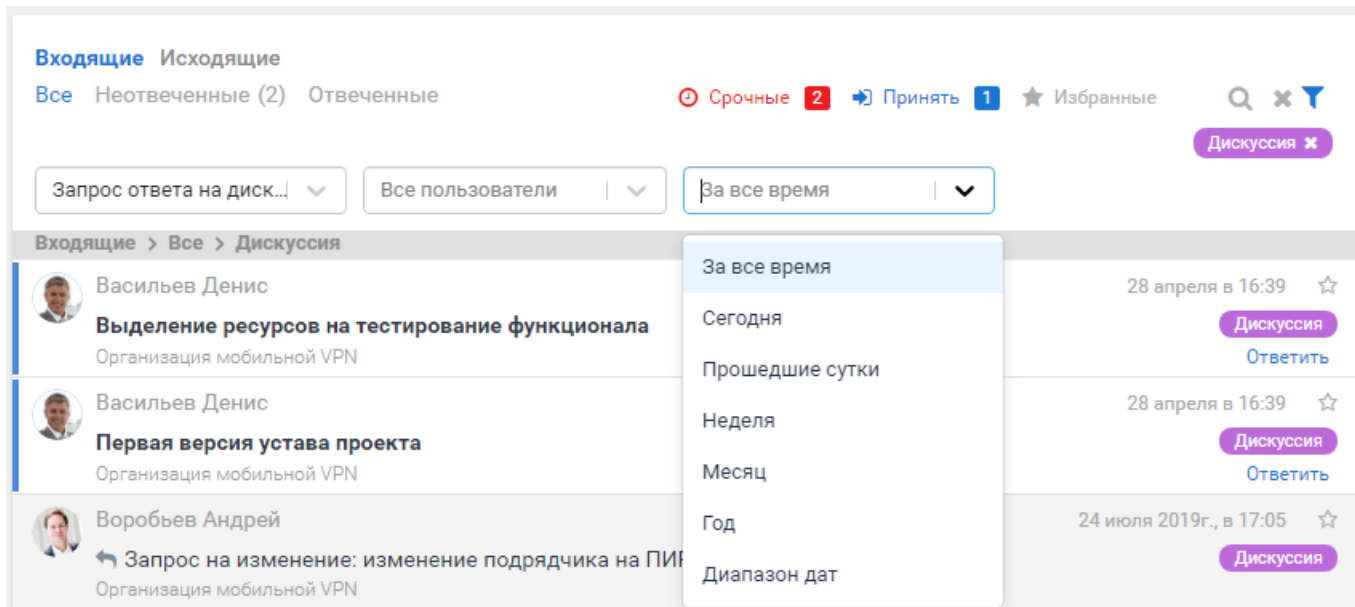 Входящие Исходящие
Все Неотвеченные (2) Отвеченные Срочные 2 Принять 1 Избранные
Дискуссия
Запрос ответа на диск... Все пользователи За все время
Входящие > Все > Дискуссия
За все время
Сегодня
Прошедшие сутки
Неделя
Месяц
Год
Диапазон дат
Васильев Денис 28 апреля в 16:39
Выделение ресурсов на тестирование функционала Дискуссия
Организация мобильной VPN Ответить
Васильев Денис 28 апреля в 16:39
Первая версия устава проекта Дискуссия
Организация мобильной VPN Ответить
Воробьев Андрей 24 июля 2019г., в 17:05
Запрос на изменение: изменение подрядчика на ПИР Дискуссия
Организация мобильной VPN